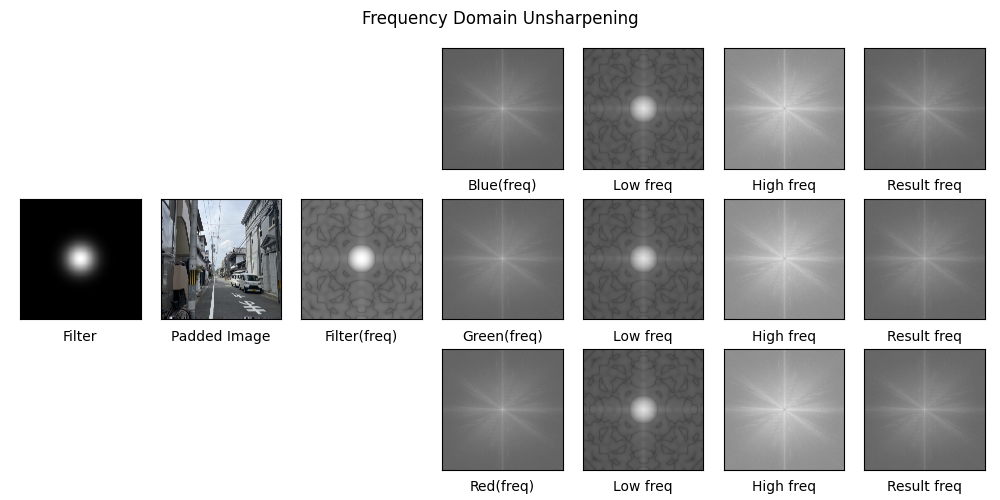 Frequency Domain Unsharpening
Blue(freq)
Low freq
High freq
Result freq
Filter
Padded Image
Filter(freq)
Green(freq)
Low freq
High freq
Result freq
Red(freq)
Low freq
High freq
Result freq